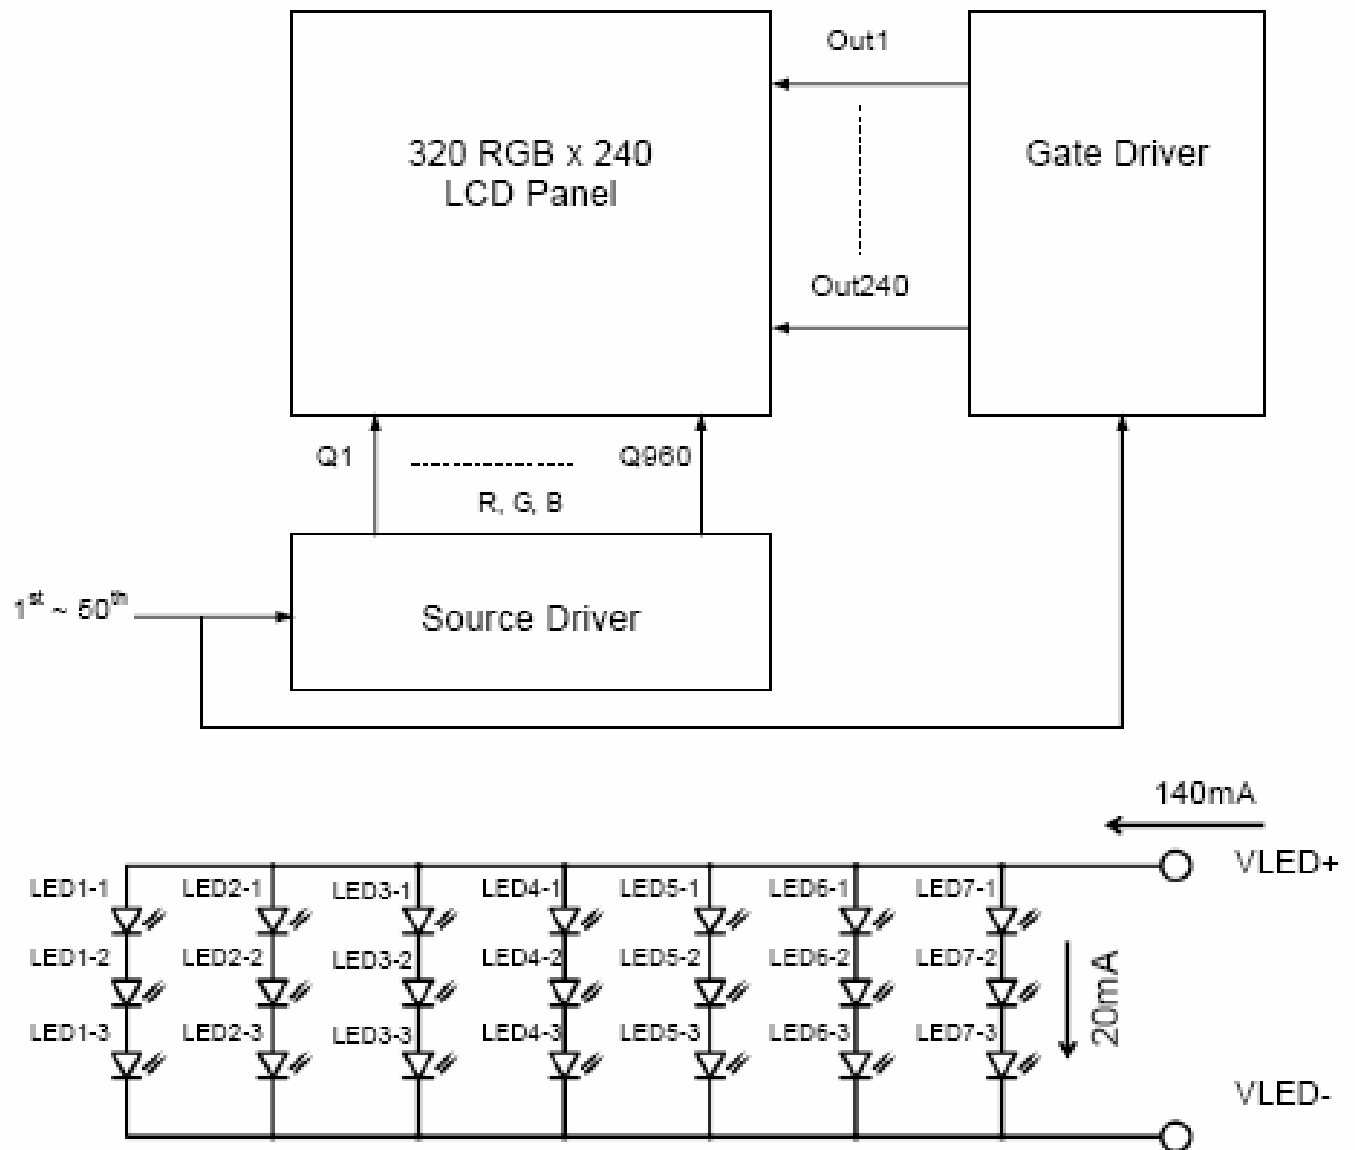 Out1
320 RGB x 240
LCD Panel
Gate Driver
Out240
Q1
Q960
R, G, B
1st ~ 50th
Source Driver
140mA
VLED+
LED1-1 LED2-1 LED3-1 LED4-1 LED5-1 LED6-1 LED7-1
LED1-2 LED2-2 LED3-2 LED4-2 LED5-2 LED6-2 LED7-2
20mA
LED1-3 LED2-3 LED3-3 LED4-3 LED5-3 LED6-3 LED7-3
VLED-